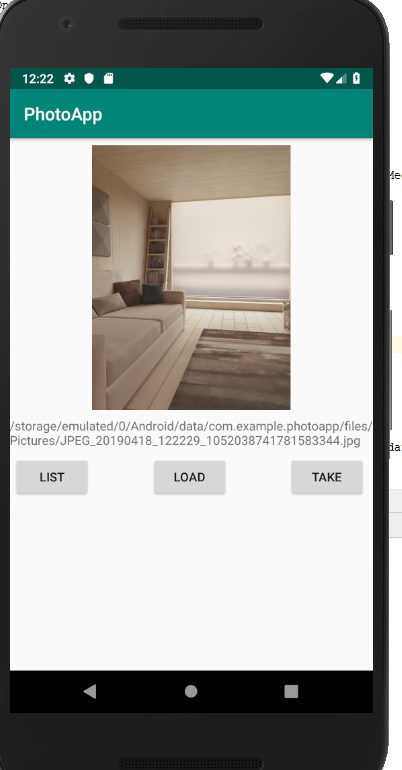 12:22
PhotoApp
/storage/emulated/0/Android/data/com.example.photoapp/files/
Pictures/JPEG_20190418_122229_1052038741781583344.jpg
LIST
LOAD
TAKE